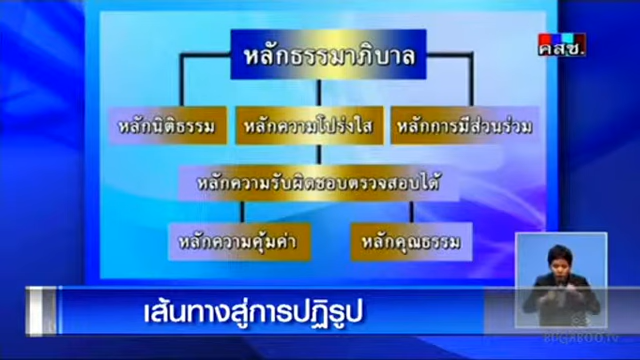 หลักธรรมาภิบาล
คสช.
หลักนิติธรรม หลักความโปร่งใส หลักการมีส่วนร่วม
หลักความรับผิดชอบตรวจสอบได้
หลักความคุ้มค่า หลักคุณธรรม
เส้นทางสู่การปฏิรูป